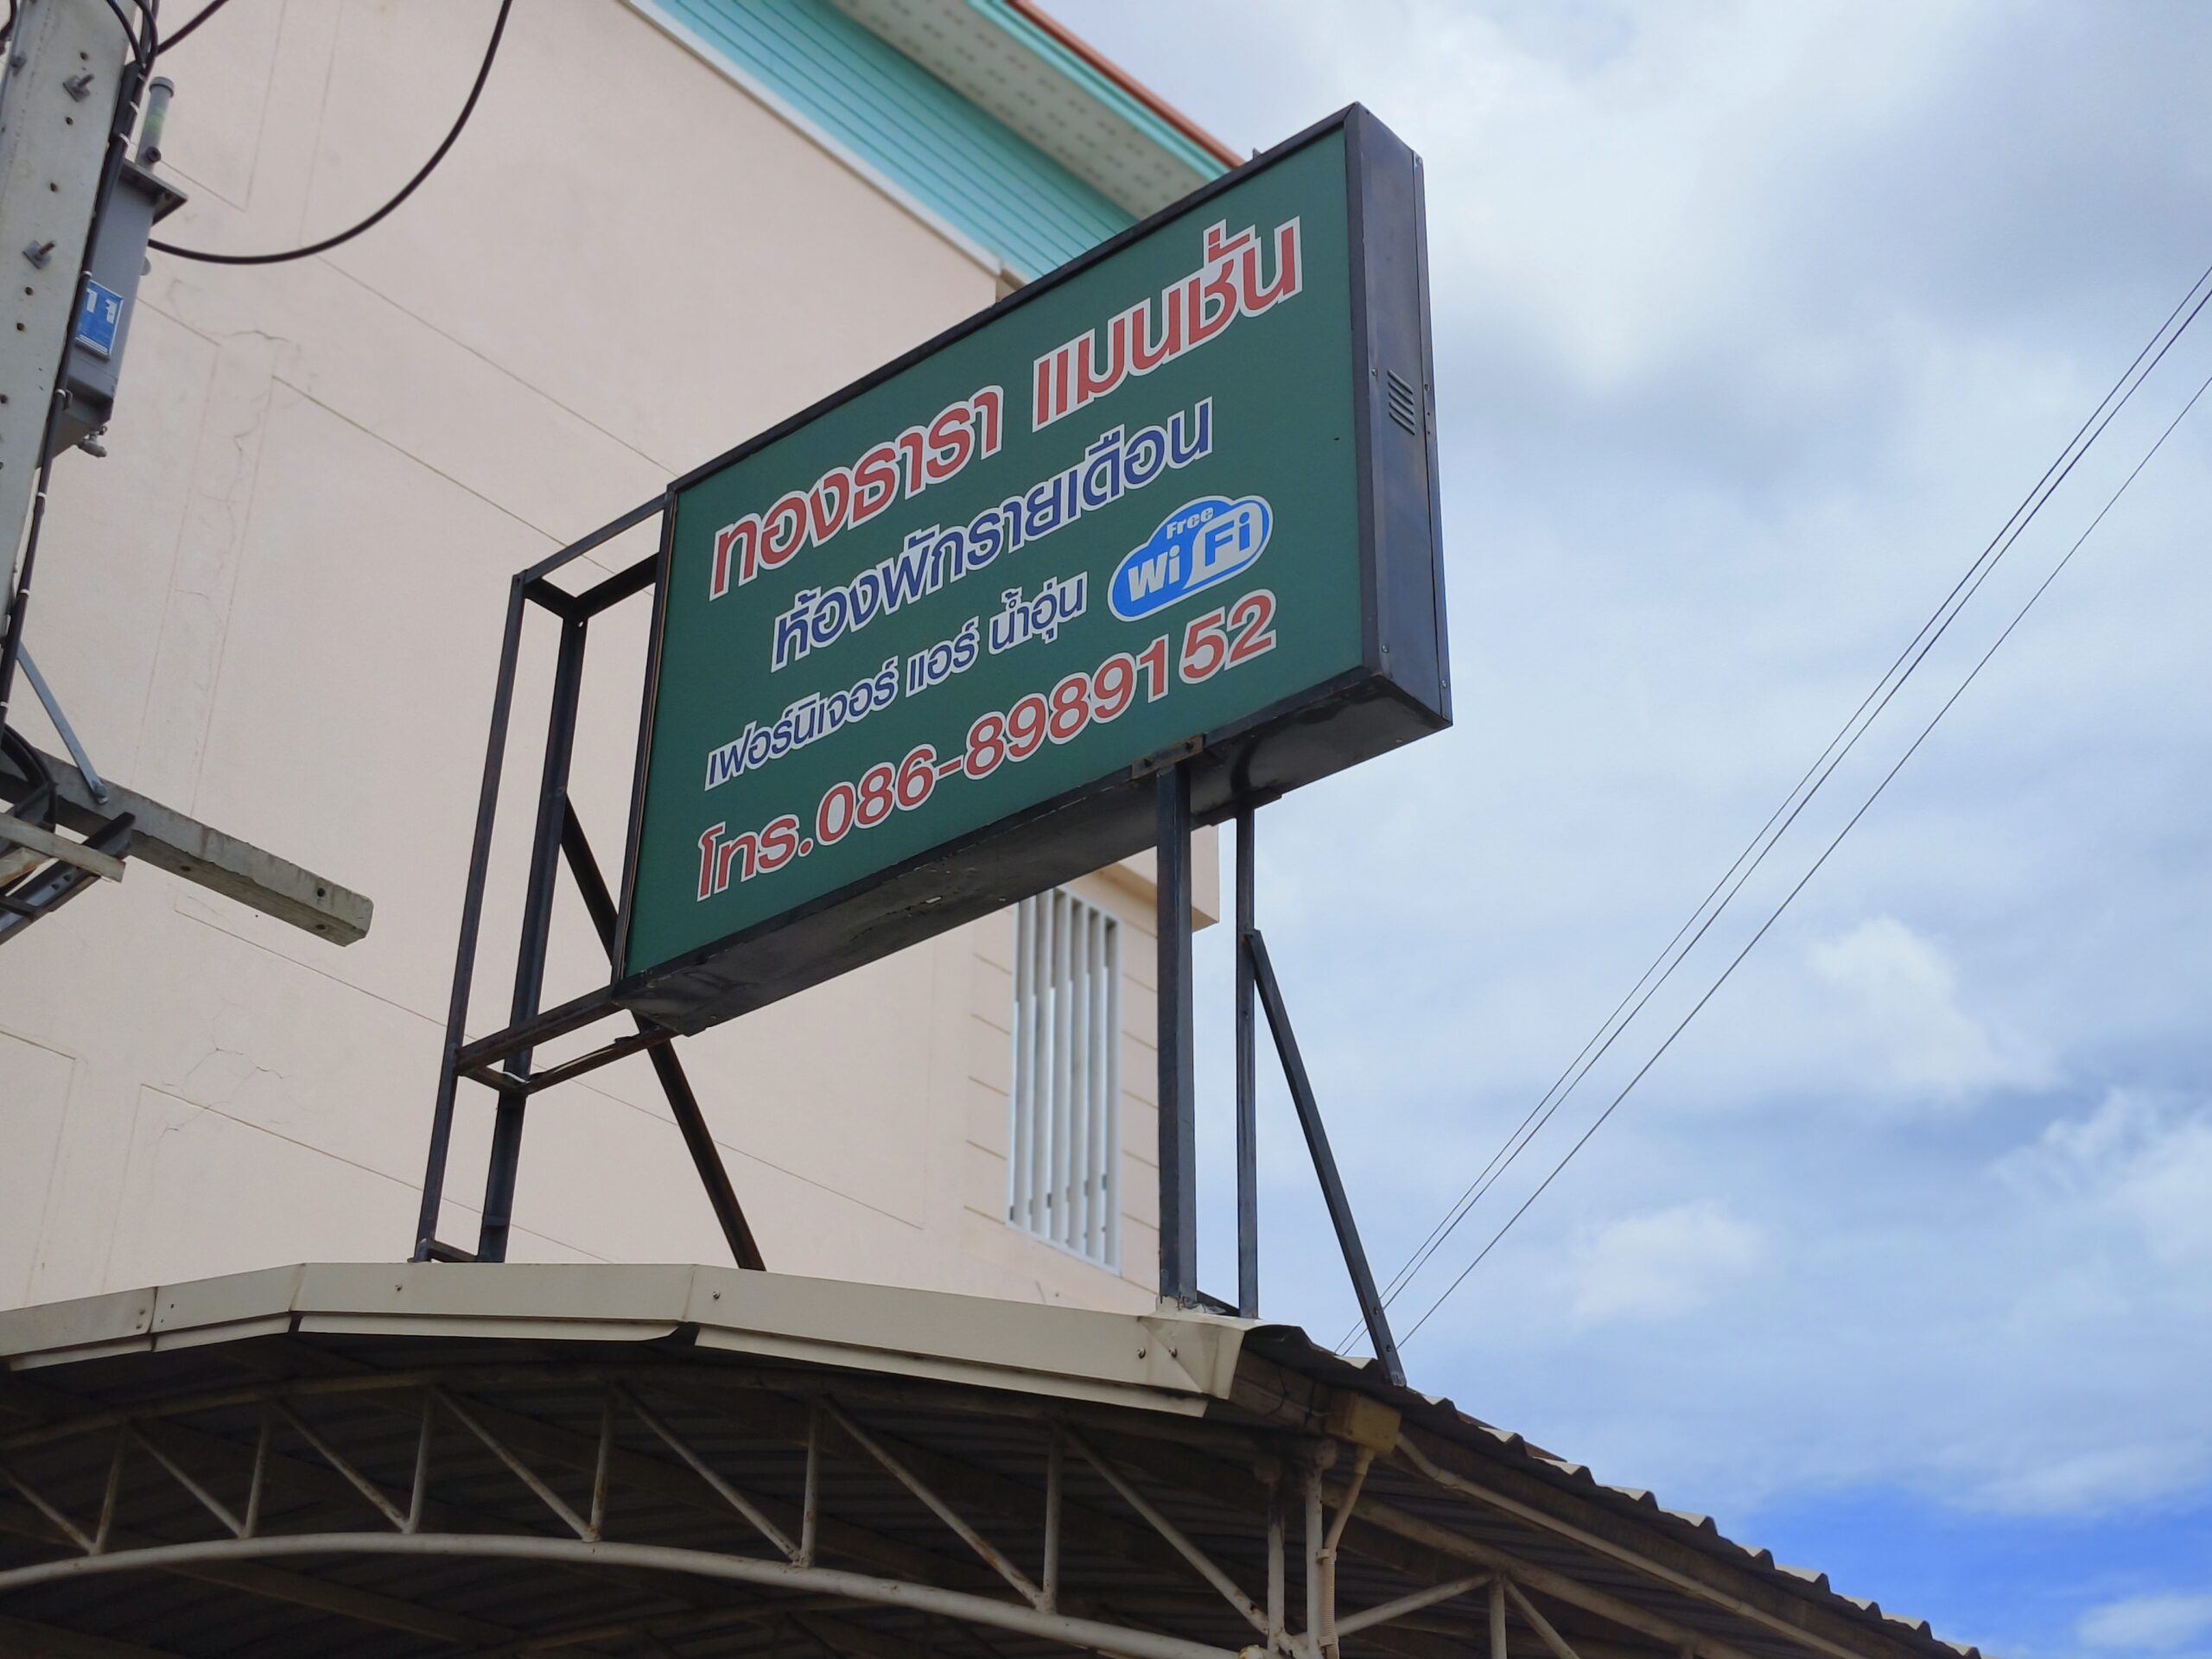 ทองธารา แมนชั่น
ห้องพักรายเดือน
เฟอร์นิเจอร์ แอร์ น้ำอุ่น Free WiFi
โทร.086-8989152